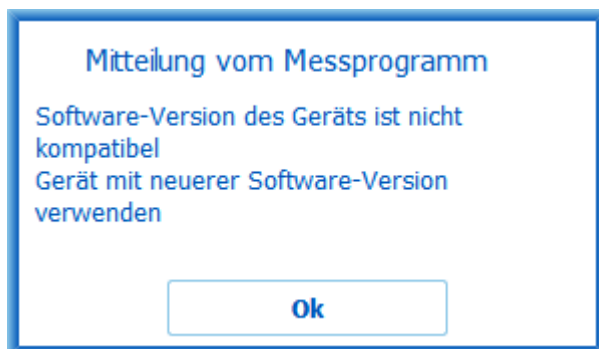 Mitteilung vom Messprogramm
Software-Version des Geräts ist nicht
kompatibel
Gerät mit neuerer Software-Version
verwenden
Ok